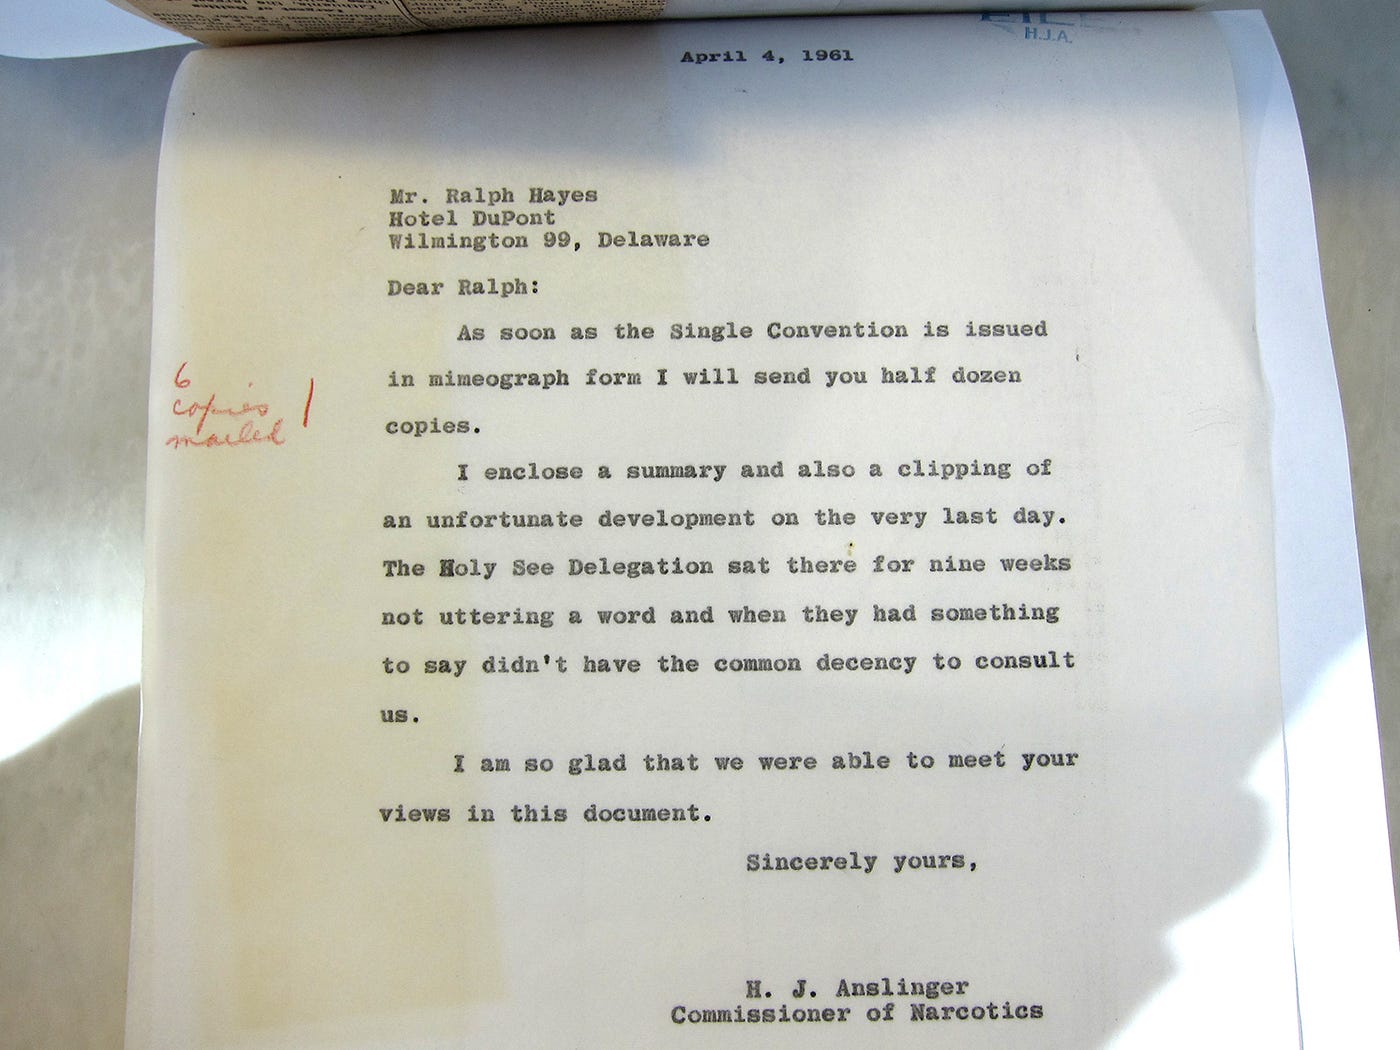 FILE
H.J.A.
April 4, 1961
Mr. Ralph Hayes
Hotel DuPont
Wilmington 99, Delaware
Dear Ralph:
As soon as the Single Convention is issued
in mimeograph form I will send you half dozen
copies.
6
copies
mailed
I enclose a summary and also a clipping of
an unfortunate development on the very last day.
The Holy See Delegation sat there for nine weeks
not uttering a word and when they had something
to say didn't have the common decency to consult
us.
I am so glad that we were able to meet your
views in this document.
Sincerely yours,
H. J. Anslinger
Commissioner of Narcotics